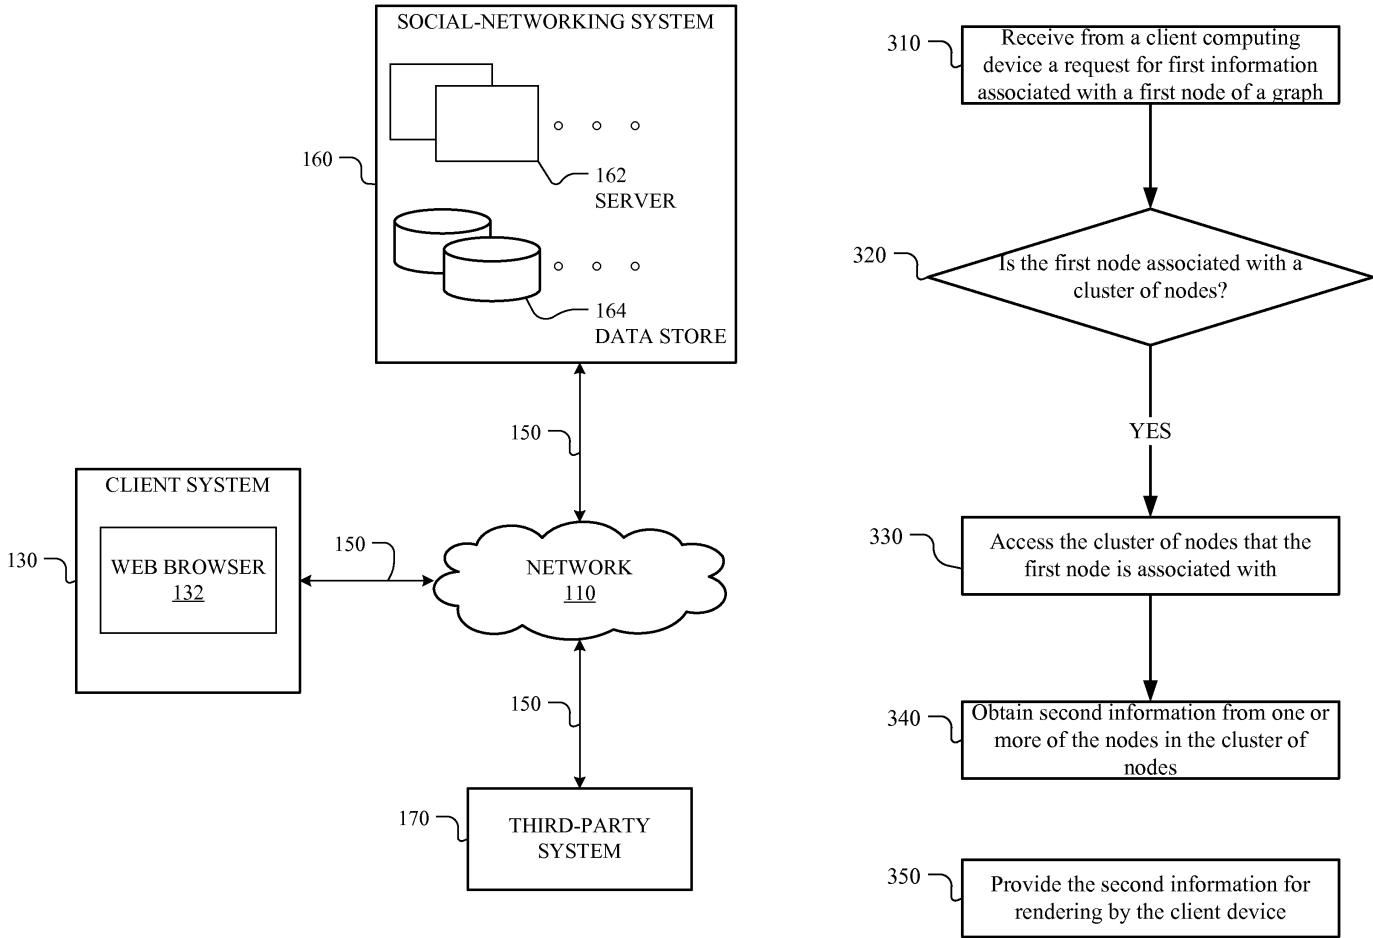 SOCIAL-NETWORKING SYSTEM
160
162
SERVER
164
DATA STORE
150
CLIENT SYSTEM
130
WEB BROWSER
132
150
NETWORK
110
150
170
THIRD-PARTY
SYSTEM
310
Receive from a client computing
device a request for first information
associated with a first node of a graph
320
Is the first node associated with a
cluster of nodes?
YES
330
Access the cluster of nodes that the
first node is associated with
340
Obtain second information from one or
more of the nodes in the cluster of
nodes
350
Provide the second information for
rendering by the client device